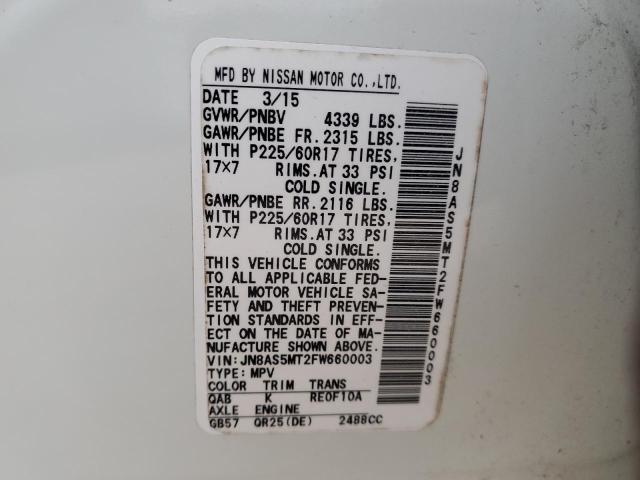 MFD BY NISSAN MOTOR CO.,LTD.
DATE 3/15
GVWR/PNBV 4339 LBS.
GAWR/PNBE FR. 2315 LBS.
WITH P225/60R17 TIRES,
17x7 RIMS.AT 33 PSI
COLD SINGLE.
GAWR/PNBE RR. 2116 LBS.
WITH P225/60R17 TIRES,
17x7 RIMS.AT 33 PSI
COLD SINGLE.
THIS VEHICLE CONFORMS
TO ALL APPLICABLE FED-
ERAL MOTOR VEHICLE SA-
FETY AND THEFT PREVEN-
TION STANDARDS IN EFF-
ECT ON THE DATE OF MA-
NUFACTURE SHOWN ABOVE.
VIN: JN8AS5MT2FW660003
TYPE: MPV
COLOR TRIM TRANS
QAB K RE0F10A
AXLE ENGINE
GB57 QR25(DE) 2488CC
JN8AS5MT2FW660003